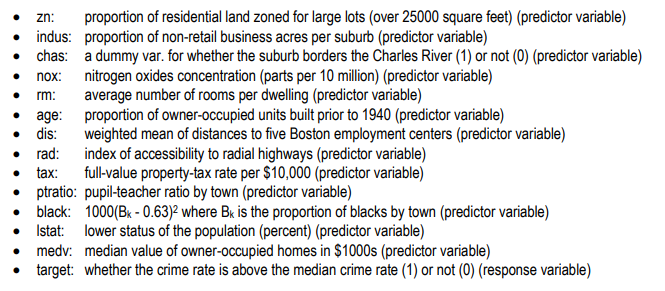 • zn: proportion of residential land zoned for large lots (over 25000 square feet) (predictor variable)
• indus: proportion of non-retail business acres per suburb (predictor variable)
• chas: a dummy var. for whether the suburb borders the Charles River (1) or not (0) (predictor variable)
• nox: nitrogen oxides concentration (parts per 10 million) (predictor variable)
• rm: average number of rooms per dwelling (predictor variable)
• age: proportion of owner-occupied units built prior to 1940 (predictor variable)
• dis: weighted mean of distances to five Boston employment centers (predictor variable)
• rad: index of accessibility to radial highways (predictor variable)
• tax: full-value property-tax rate per $10,000 (predictor variable)
• ptratio: pupil-teacher ratio by town (predictor variable)
• black: 1000(Bₖ - 0.63)² where Bₖ is the proportion of blacks by town (predictor variable)
• lstat: lower status of the population (percent) (predictor variable)
• medv: median value of owner-occupied homes in $1000s (predictor variable)
• target: whether the crime rate is above the median crime rate (1) or not (0) (response variable)